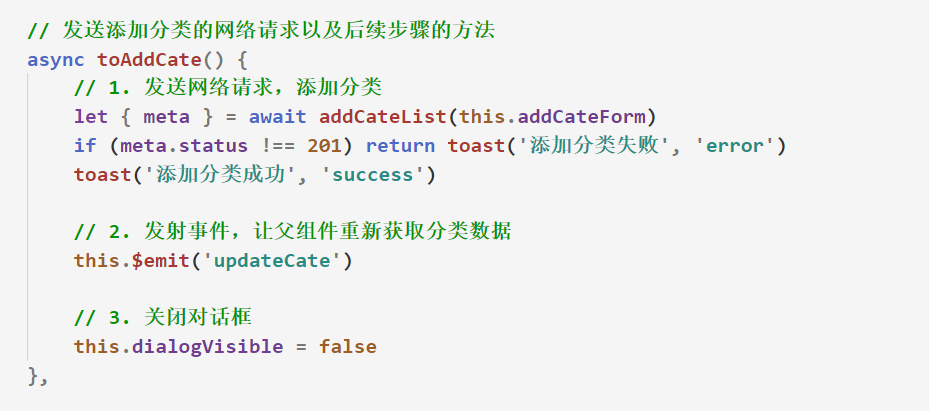 // 发送添加分类的网络请求以及后续步骤的方法
async toAddCate() {
// 1. 发送网络请求，添加分类
let { meta } = await addCateList(this.addCateForm)
if (meta.status !== 201) return toast('添加分类失败', 'error')
toast('添加分类成功', 'success')
// 2. 发射事件，让父组件重新获取分类数据
this.$emit('updateCate')
// 3. 关闭对话框
this.dialogVisible = false
},